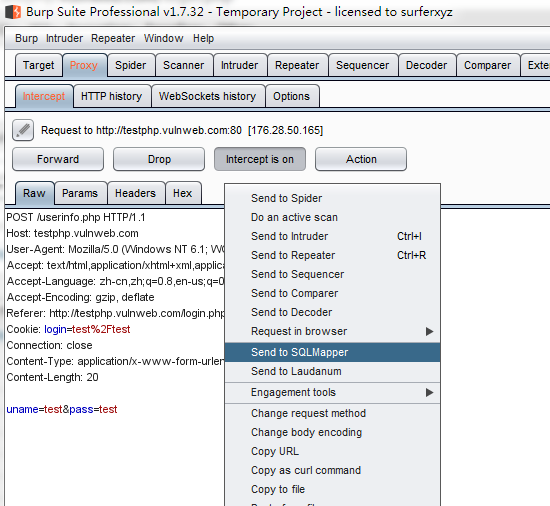 Burp Suite Professional v1.7.32 - Temporary Project - licensed to surferxyz
Burp Intruder Repeater Window Help
Target Proxy Spider Scanner Intruder Repeater Sequencer Decoder Comparer
Intercept HTTP history WebSockets history Options
Request to http://testphp.vulnweb.com:80 [176.28.50.165]
Forward Drop Intercept is on Action
Raw Params Headers Hex
POST /userinfo.php HTTP/1.1
Host: testphp.vulnweb.com
User-Agent: Mozilla/5.0 (Windows NT 6.1;
Accept: text/html,application/xhtml+xml,applica
Accept-Language: zh-cn,zh;q=0.8,en-us;q=0
Accept-Encoding: gzip, deflate
Referer: http://testphp.vulnweb.com/login.php
Cookie: login=test%2Ftest
Connection: close
Content-Type: application/x-www-form-urlen
Content-Length: 20
uname=test&pass=test
Send to Spider
Do an active scan
Send to Intruder Ctrl+I
Send to Repeater Ctrl+R
Send to Sequencer
Send to Comparer
Send to Decoder
Request in browser
Send to SQLMapper
Send to Laudanum
Engagement tools
Change request method
Change body encoding
Copy URL
Copy as curl command
Copy to file